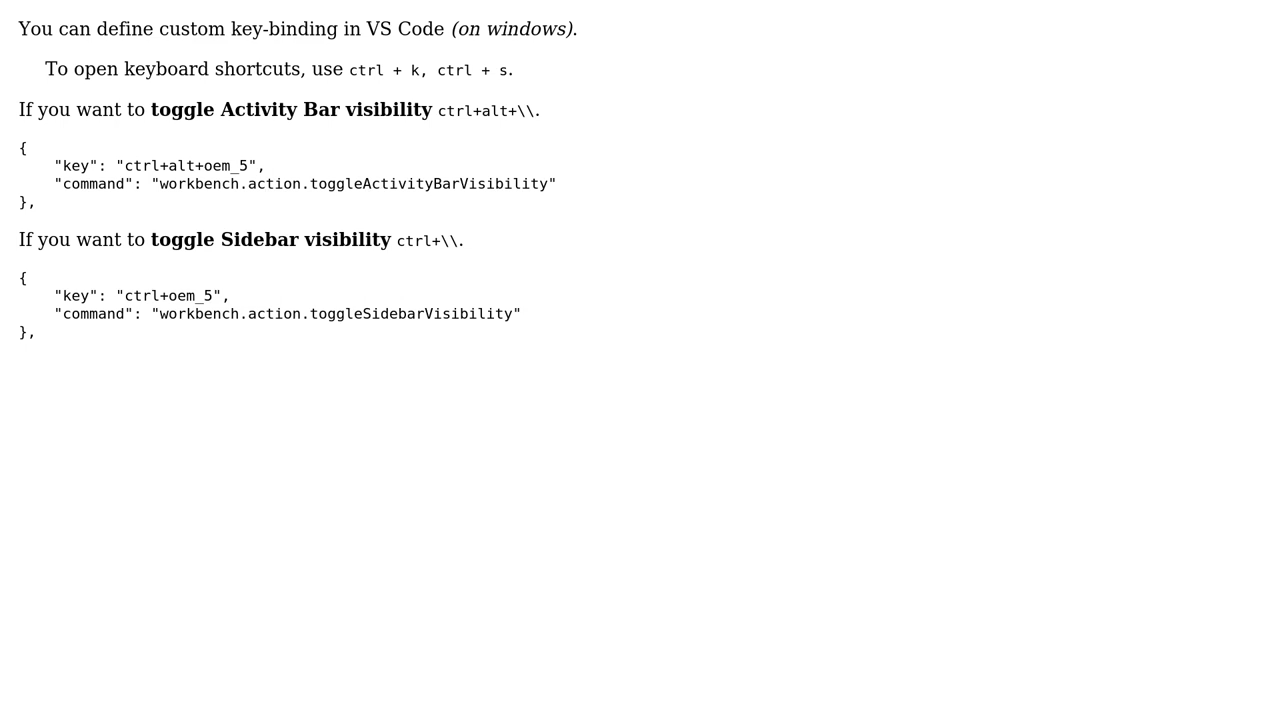 You can define custom key-binding in VS Code (on windows).
To open keyboard shortcuts, use ctrl + k, ctrl + s.
If you want to toggle Activity Bar visibility ctrl+alt+\\.
{
    "key": "ctrl+alt+oem_5",
    "command": "workbench.action.toggleActivityBarVisibility"
},
If you want to toggle Sidebar visibility ctrl+\\.
{
    "key": "ctrl+oem_5",
    "command": "workbench.action.toggleSidebarVisibility"
},